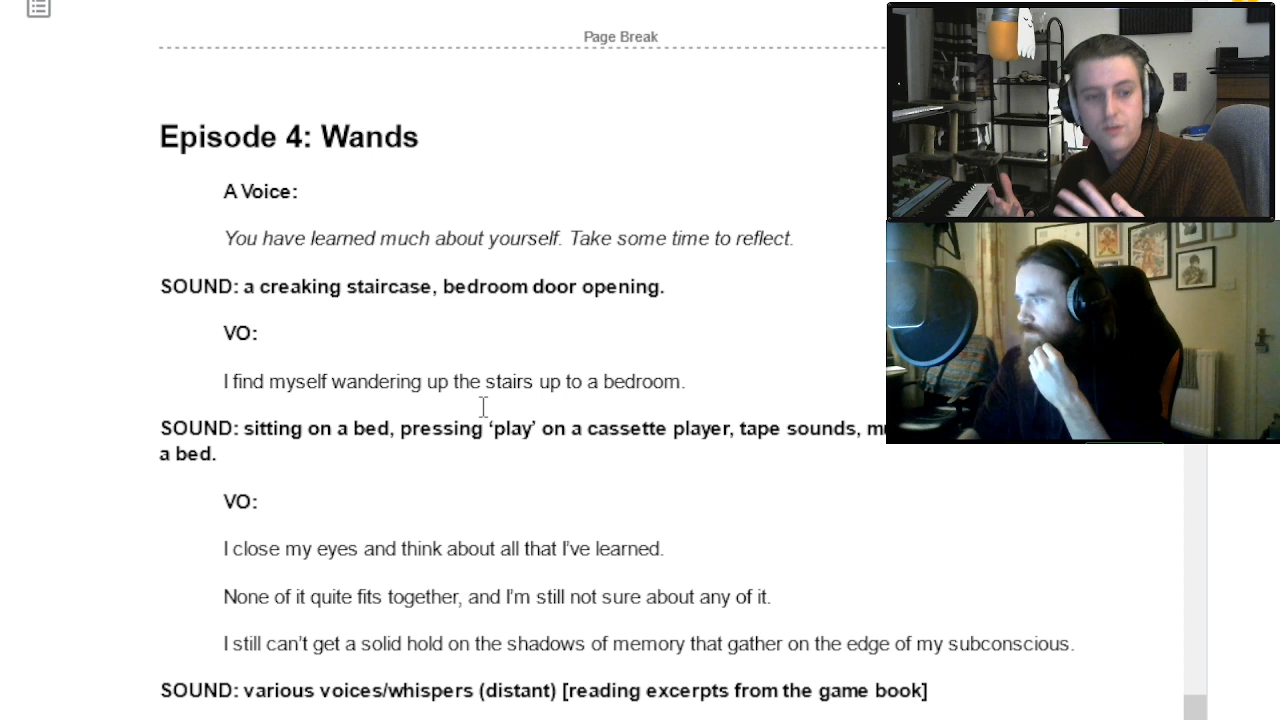 Page Break
Episode 4: Wands
A Voice:
You have learned much about yourself. Take some time to reflect.
SOUND: a creaking staircase, bedroom door opening.
VO:
I find myself wandering up the stairs up to a bedroom.
SOUND: sitting on a bed, pressing ‘play’ on a cassette player, tape sounds,
a bed.
VO:
I close my eyes and think about all that I’ve learned.
None of it quite fits together, and I’m still not sure about any of it.
I still can’t get a solid hold on the shadows of memory that gather on the edge of my subconscious.
SOUND: various voices/whispers (distant) [reading excerpts from the game book]